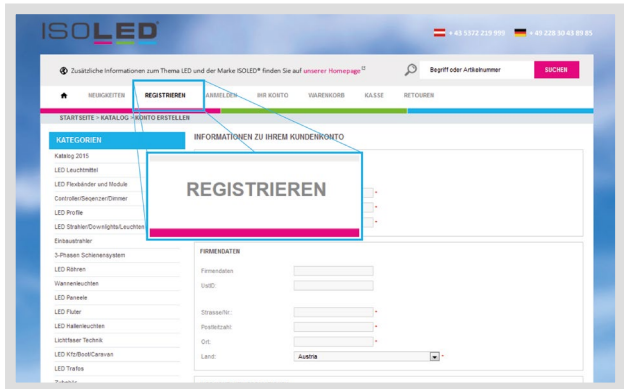 ISOLED
+ 43 5372 219 999 + 49 228 30 43 89 85
Zusätzliche Informationen zum Thema LED und der Marke ISOLED® finden Sie auf unserer Homepage
Begriff oder Artikelnummer
SUCHEN
NEUIGKEITEN REGISTRIEREN ANMELDEN IHR KONTO WARENKORB KASSE RETOUREN
STARTSEITE » KATALOG » KONTO ERSTELLEN
KATEGORIEN
INFORMATIONEN ZU IHREM KUNDENKONTO
Katalog 2015
LED Leuchtmittel
LED Flexbänder und Module
Controller/Seqenzer/Dimmer
LED Profile
LED Strahler/Downlights/Leuchten
Einbaustrahler
3-Phasen Schienensystem
LED Röhren
Wannenleuchten
LED Paneele
LED Fluter
LED Hallenleuchten
Lichtfaser Technik
LED Kfz/Boot/Caravan
LED Trafos
Zubehör
REGISTRIEREN
FIRMENDATEN
Firmendaten
UstID:
Strasse/Nr.: *
Postleitzahl: *
Ort: *
Land: Austria *